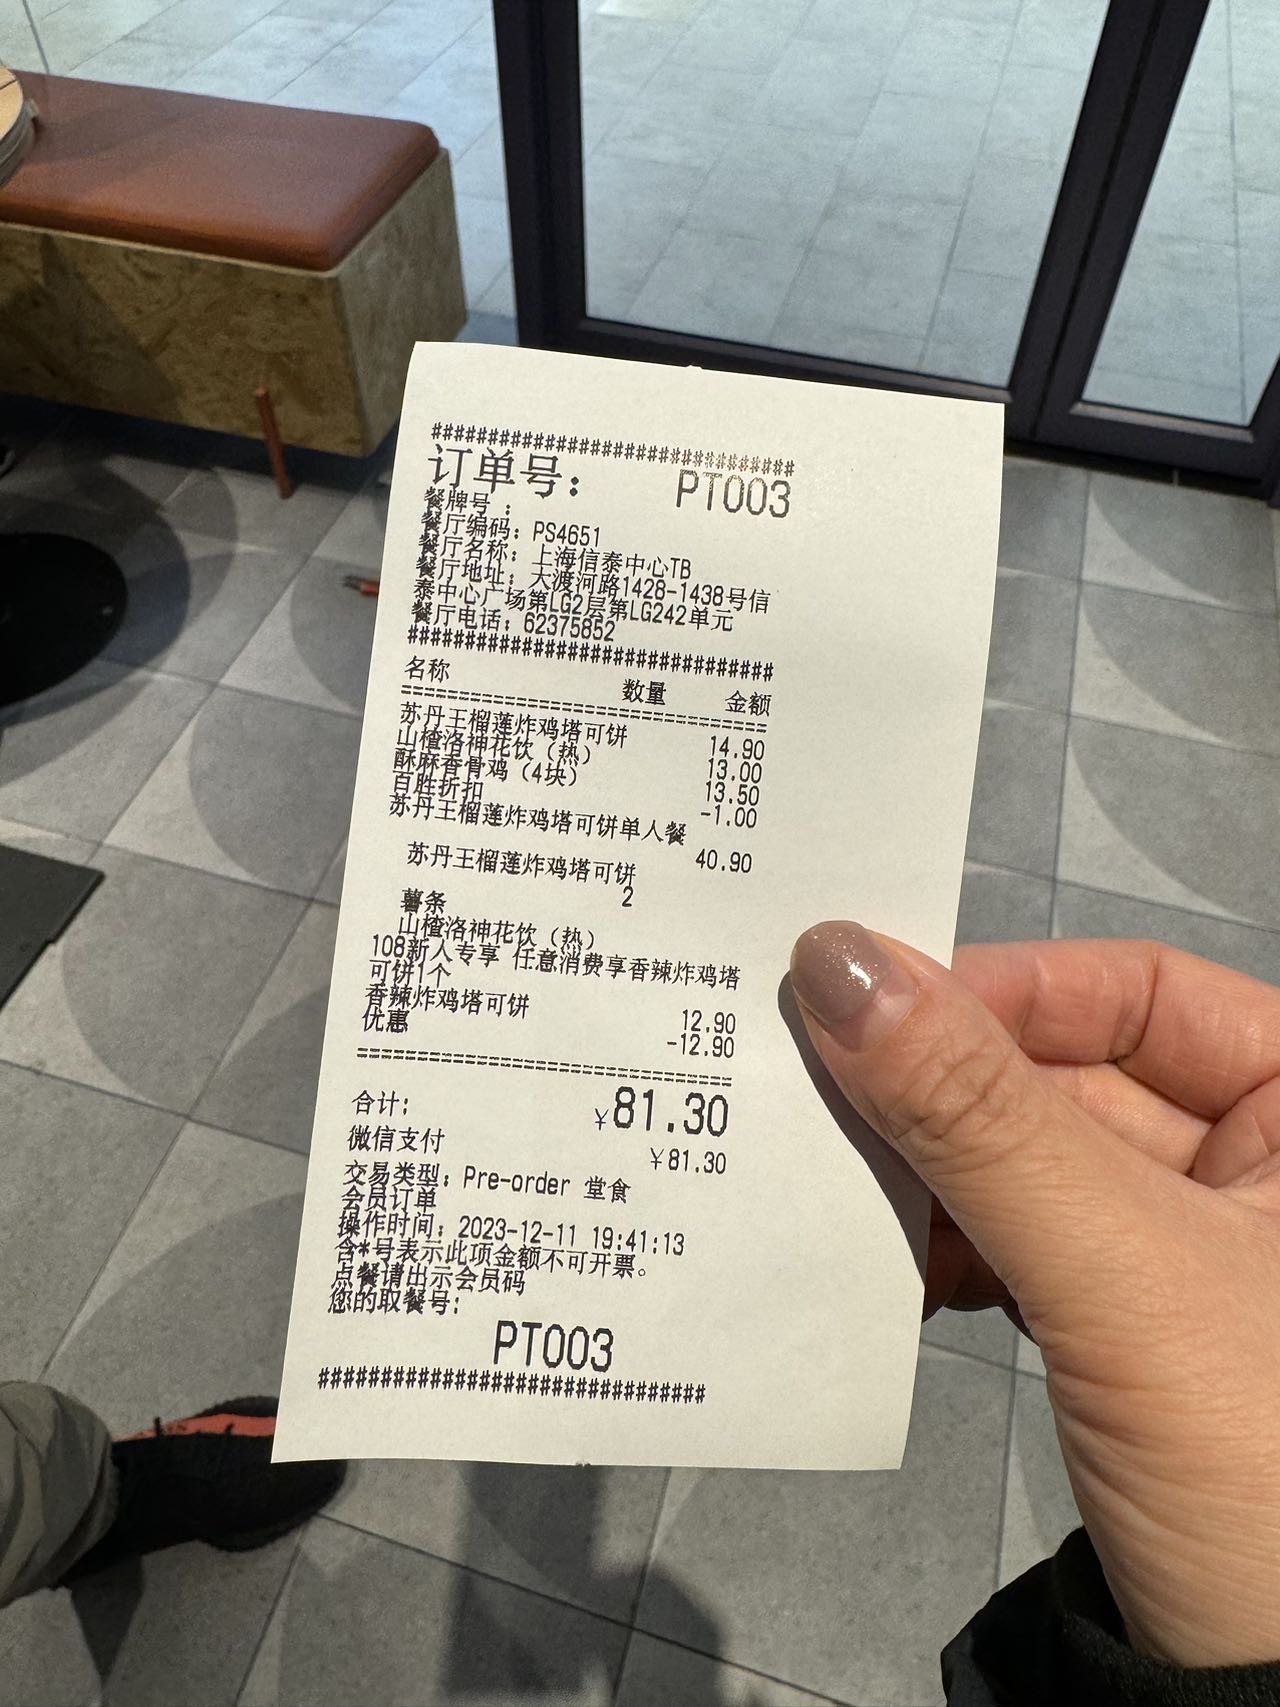 ##############################
订单号： PT003
餐牌号：
餐厅编码：PS4651
餐厅名称：上海信泰中心TB
餐厅地址：大渡河路1428-1438号信
泰中心广场第LG2层第LG242单元
餐厅电话：62375852
##############################
名称 数量 金额
==============================
苏丹王榴莲炸鸡塔可饼 14.90
山楂洛神花饮（热） 13.00
酥麻香骨鸡（4块） 13.50
百胜折扣 -1.00
苏丹王榴莲炸鸡塔可饼单人餐
40.90
苏丹王榴莲炸鸡塔可饼
2
薯条
山楂洛神花饮（热）
108新人专享 任意消费享香辣炸鸡塔
可饼1个
香辣炸鸡塔可饼 12.90
优惠 -12.90
==============================
合计: ¥81.30
微信支付 ¥81.30
交易类型：Pre-order 堂食
会员订单
操作时间：2023-12-11 19:41:13
含*号表示此项金额不可开票。
点餐请出示会员码
您的取餐号:
PT003
##############################